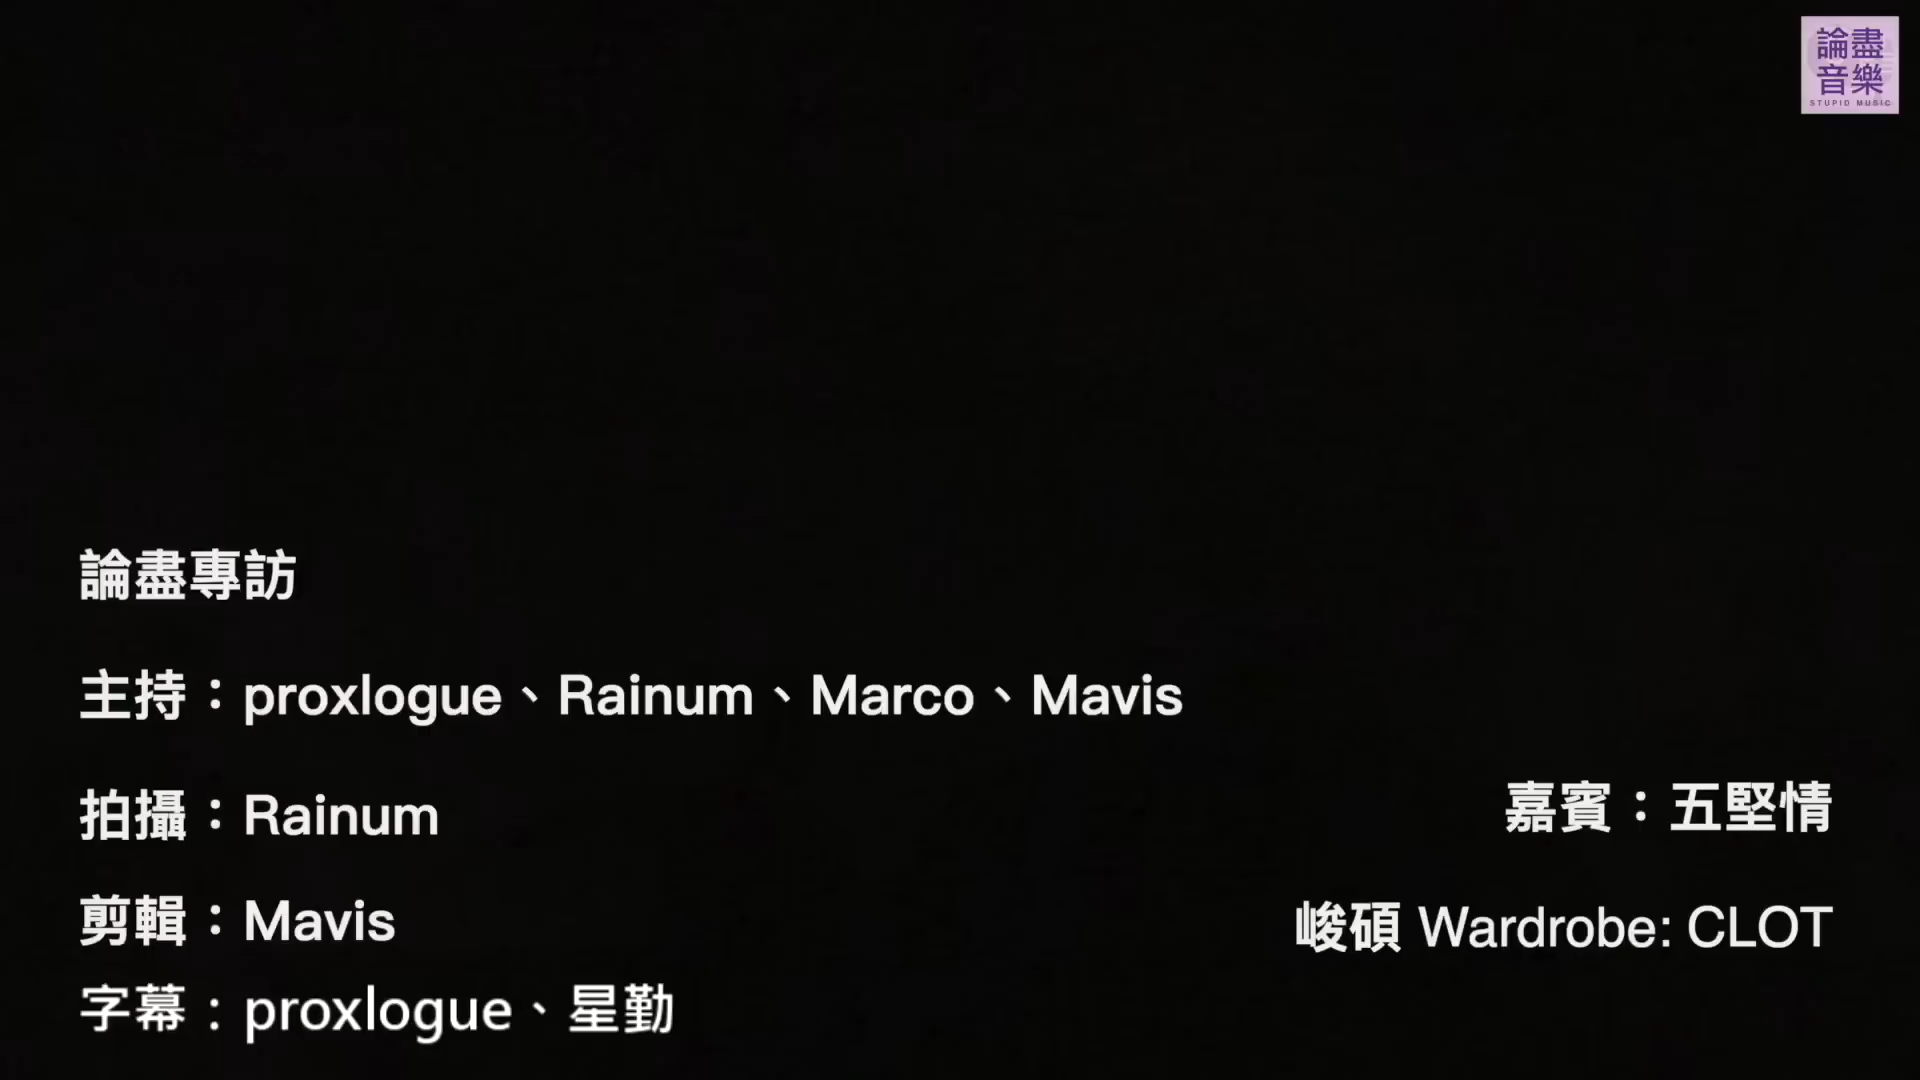 論盡
音樂
STUPID MUSIC
論盡專訪
主持：proxlogue、Rainum、Marco、Mavis
拍攝：Rainum
剪輯：Mavis
字幕：proxlogue、星勤
嘉賓：五堅情
峻碩 Wardrobe: CLOT